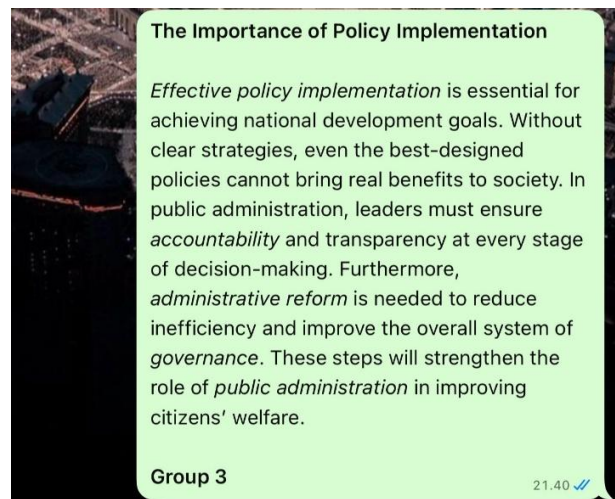 The Importance of Policy Implementation
Effective policy implementation is essential for
achieving national development goals. Without
clear strategies, even the best-designed
policies cannot bring real benefits to society. In
public administration, leaders must ensure
accountability and transparency at every stage
of decision-making. Furthermore,
administrative reform is needed to reduce
inefficiency and improve the overall system of
governance. These steps will strengthen the
role of public administration in improving
citizens’ welfare.
Group 3
21.40